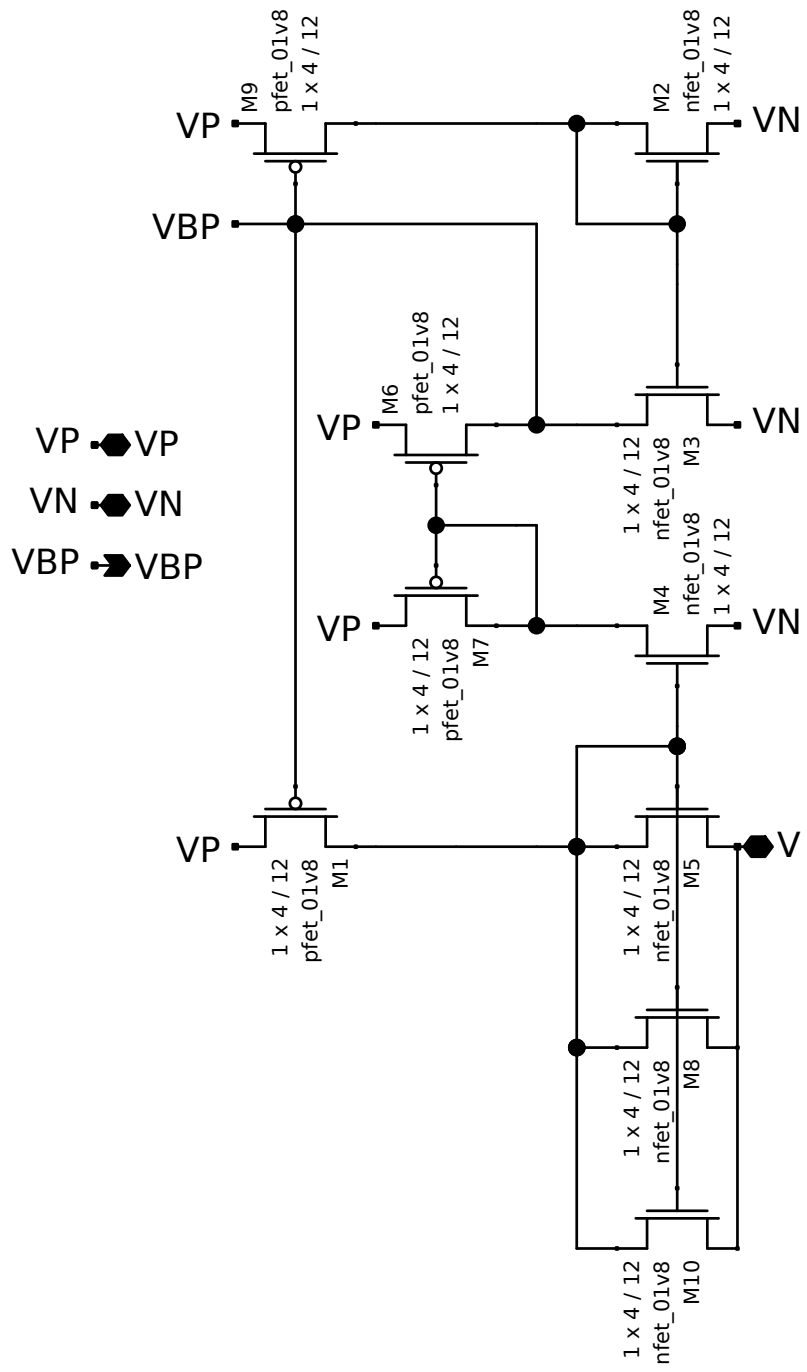 M9
pfet_01v8
1 x 4 / 12
M2
nfet_01v8
1 x 4 / 12
VP
VN
VBP
M6
pfet_01v8
1 x 4 / 12
VP
1 x 4 / 12
nfet_01v8
M3
VN
VP VP
VN VN
VBP VBP
M4
nfet_01v8
1 x 4 / 12
VP
1 x 4 / 12
pfet_01v8
M7
VN
VP
1 x 4 / 12
pfet_01v8
M1
1 x 4 / 12
nfet_01v8
M5
V
1 x 4 / 12
nfet_01v8
M8
1 x 4 / 12
nfet_01v8
M10